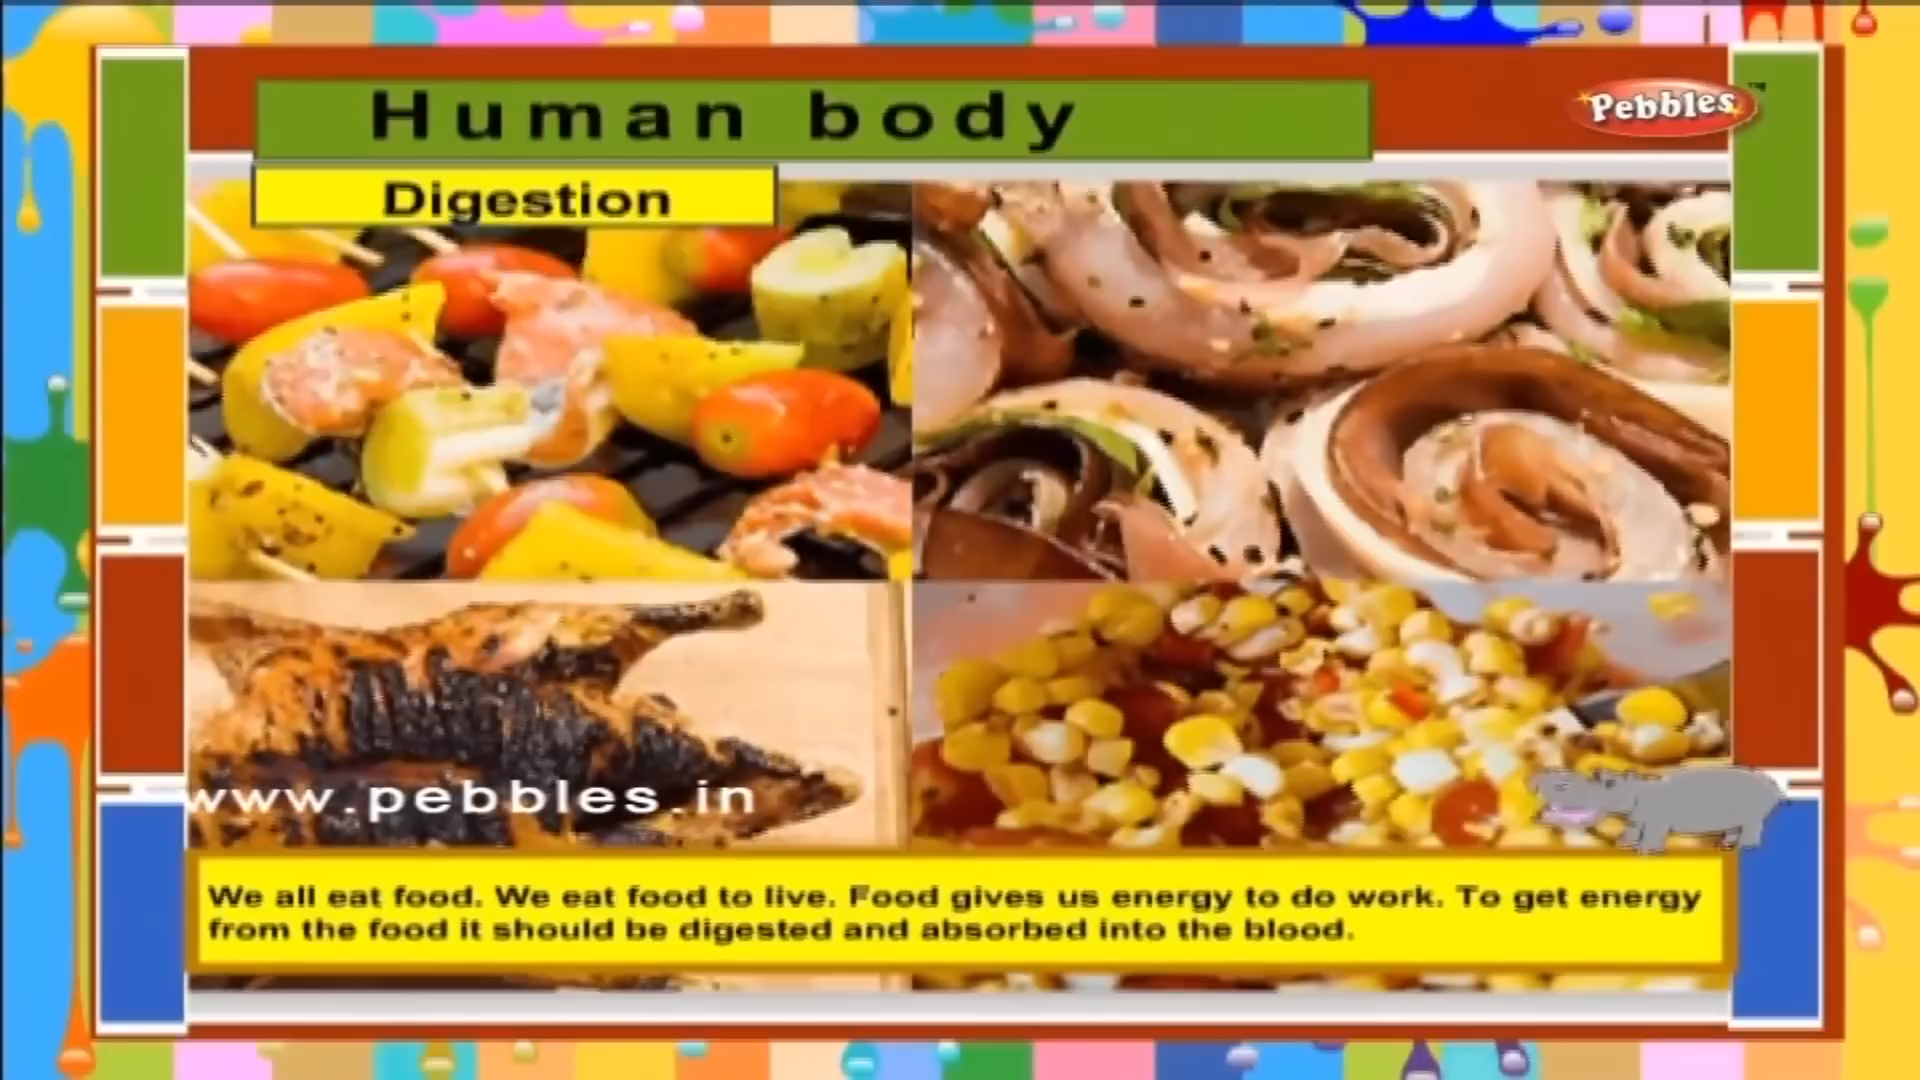 Human body
Pebbles™
Digestion
www.pebbles.in
We all eat food. We eat food to live. Food gives us energy to do work. To get energy
from the food it should be digested and absorbed into the blood.